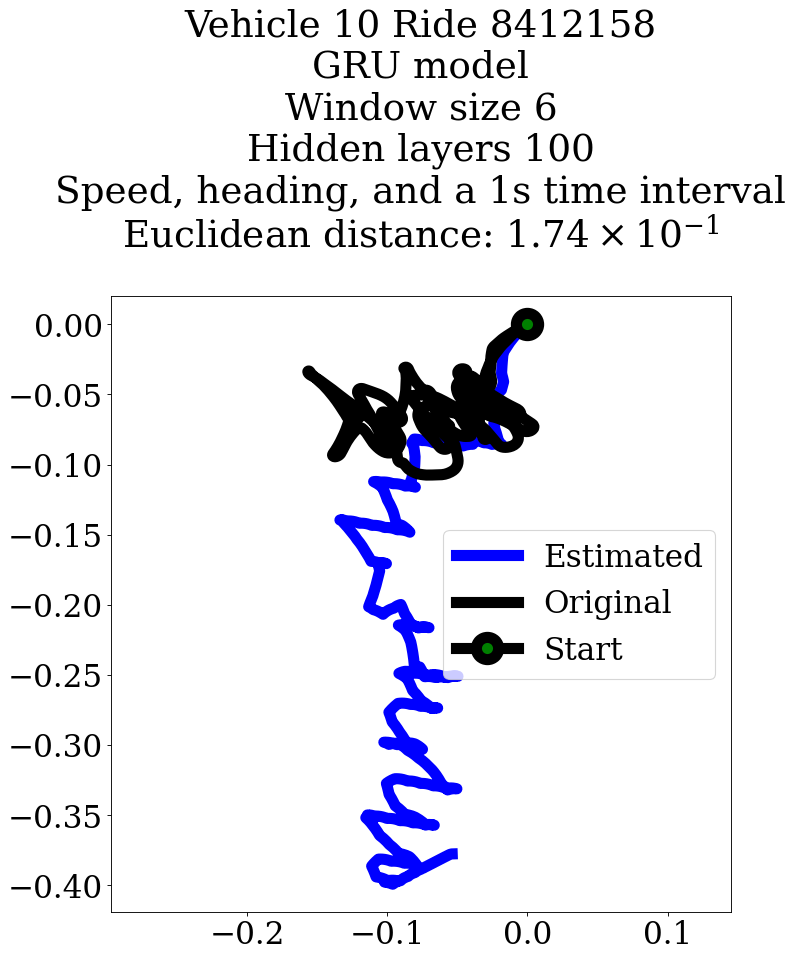 Vehicle 10 Ride 8412158
GRU model
Window size 6
Hidden layers 100
Speed, heading, and a 1s time interval
Euclidean distance: 1.74 × 10⁻¹
0.00
−0.05
−0.10
−0.15
−0.20
−0.25
−0.30
−0.35
−0.40
Estimated
Original
Start
−0.2
−0.1
0.0
0.1